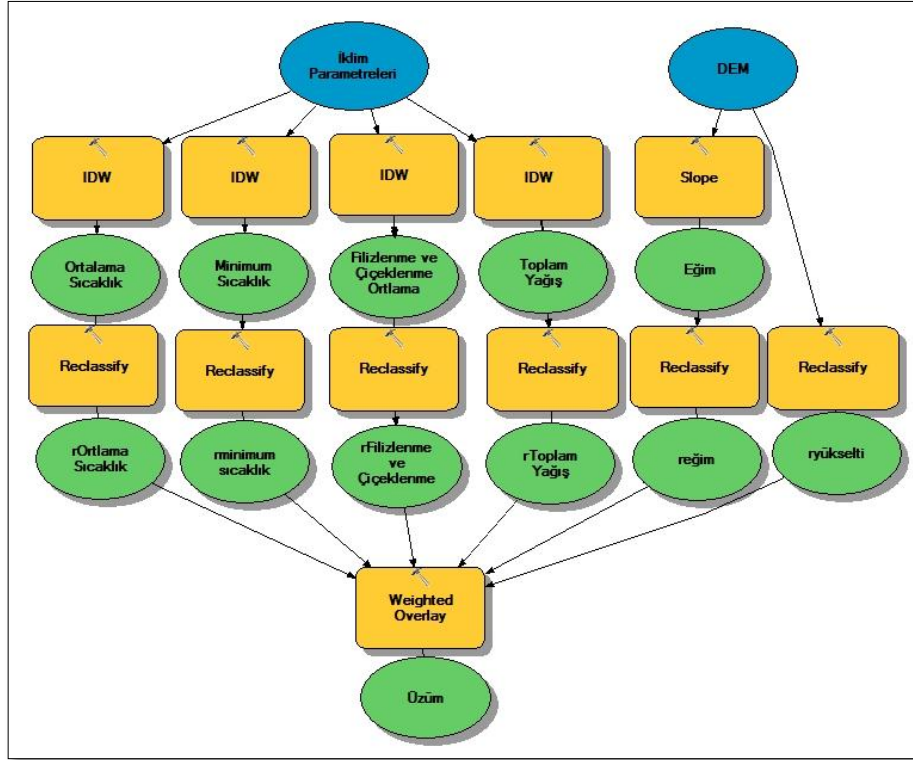 İklim
Parametreleri
DEM
IDW
IDW
IDW
IDW
Slope
Ortalama
Sıcaklık
Minimum
Sıcaklık
Filizlenme ve
Çiçeklenme
Ortlama
Toplam
Yağış
Eğim
Reclassify
Reclassify
Reclassify
Reclassify
Reclassify
Reclassify
rOrtlama
Sıcaklık
rminimum
sıcaklık
rFilizlenme
ve
Çiçeklenme
rToplam
Yağış
reğim
ryükselti
Weighted
Overlay
Üzüm